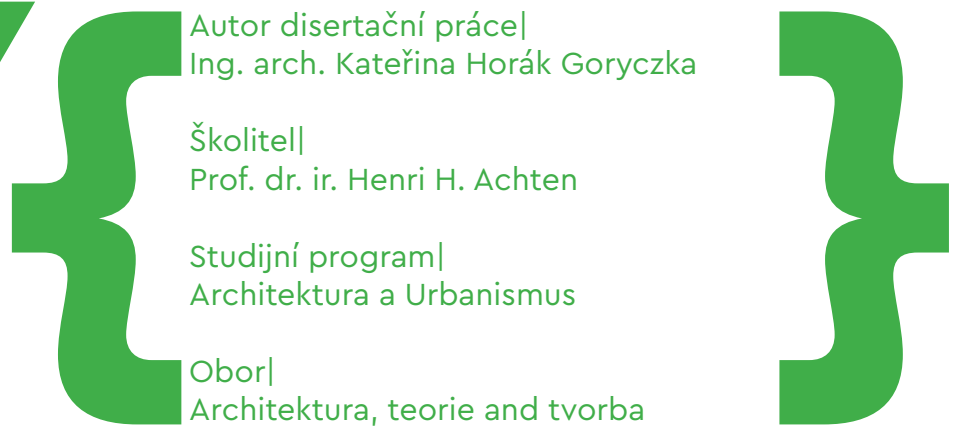 Autor disertační práce|
Ing. arch. Kateřina Horák Goryczka
Školitel|
Prof. dr. ir. Henri H. Achten
Studijní program|
Architektura a Urbanismus
Obor|
Architektura, teorie and tvorba